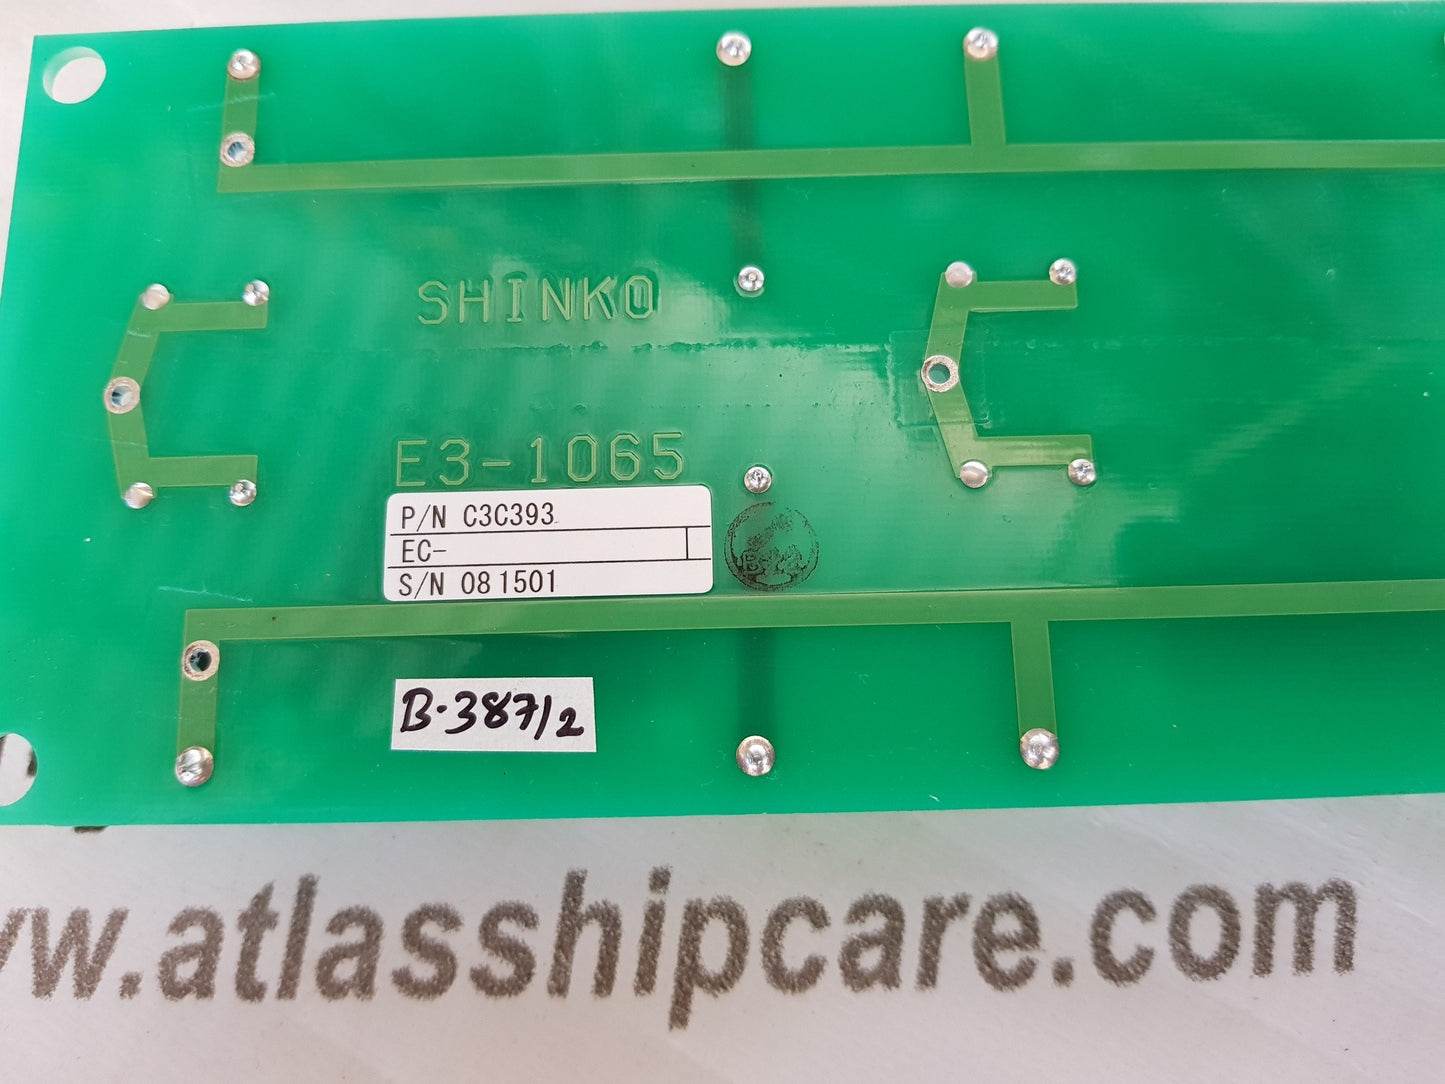 SHINKO
E3-1065
P/N C3C393
EC-
S/N 081501
B-387/2
www.atlasshipcare.com